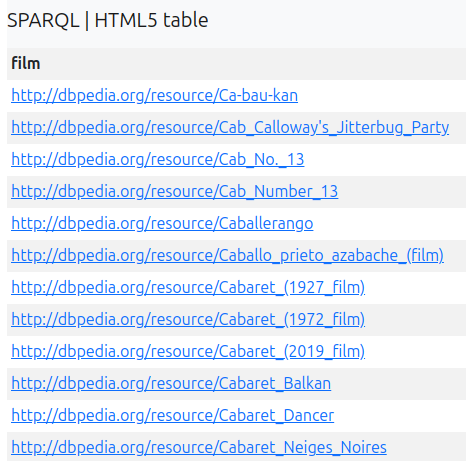 SPARQL | HTML5 table
film
http://dbpedia.org/resource/Ca-bau-kan
http://dbpedia.org/resource/Cab_Calloway's_Jitterbug_Party
http://dbpedia.org/resource/Cab_No._13
http://dbpedia.org/resource/Cab_Number_13
http://dbpedia.org/resource/Caballerango
http://dbpedia.org/resource/Caballo_prieto_azabache_(film)
http://dbpedia.org/resource/Cabaret_(1927_film)
http://dbpedia.org/resource/Cabaret_(1972_film)
http://dbpedia.org/resource/Cabaret_(2019_film)
http://dbpedia.org/resource/Cabaret_Balkan
http://dbpedia.org/resource/Cabaret_Dancer
http://dbpedia.org/resource/Cabaret_Neiges_Noires